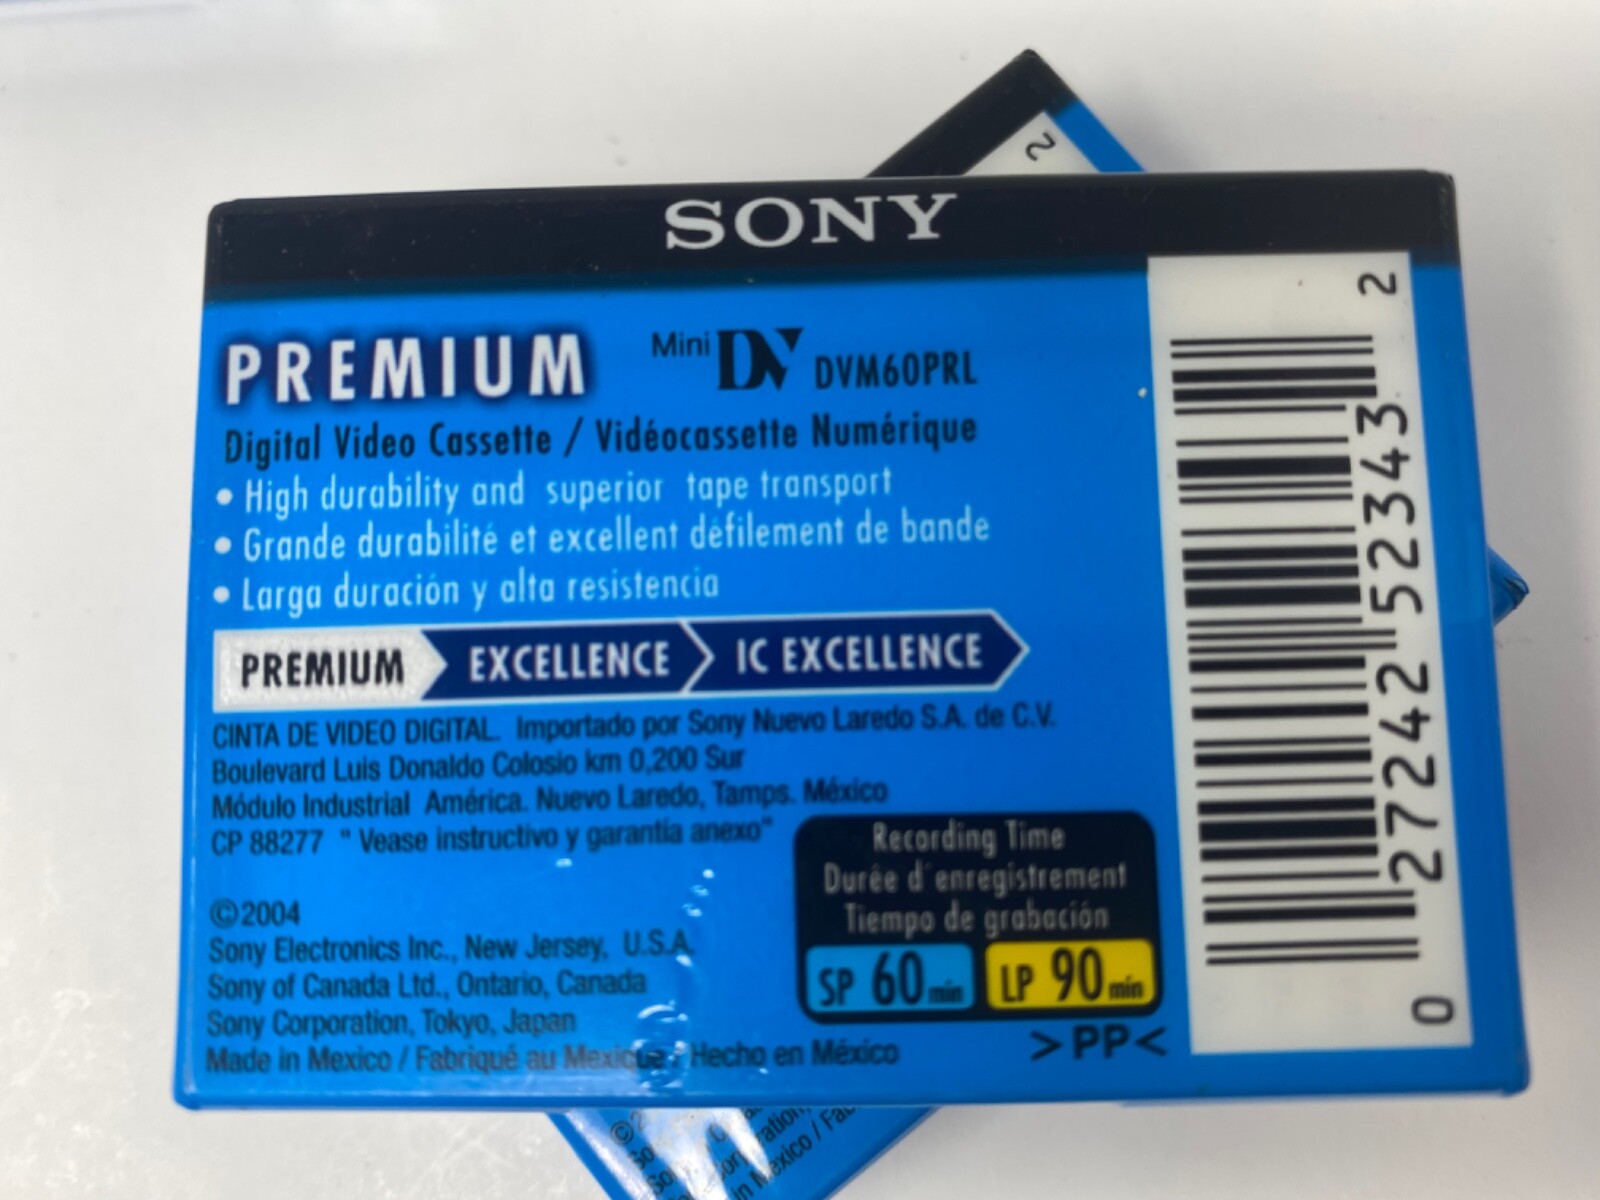 2
SONY
PREMIUM Mini DV DVM60PRL
Digital Video Cassette / Vidéocassette Numérique
• High durability and superior tape transport
• Grande durabilité et excellent défilement de bande
• Larga duración y alta resistencia
PREMIUM EXCELLENCE IC EXCELLENCE
CINTA DE VIDEO DIGITAL. Importado por Sony Nuevo Laredo S.A. de C.V.
Boulevard Luis Donaldo Colosio km 0,200 Sur
Módulo Industrial América. Nuevo Laredo, Tamps. México
CP 88277 " Vease instructivo y garantia anexo"
©2004
Sony Electronics Inc., New Jersey, U.S.A.
Sony of Canada Ltd., Ontario, Canada
Sony Corporation, Tokyo, Japan
Made in Mexico / Fabriqué au Mexique / Hecho en México
Recording Time
Durée d'enregistrement
Tiempo de grabación
SP 60 min LP 90 min
>PP<
0 27242 52343 2
in Mexico /